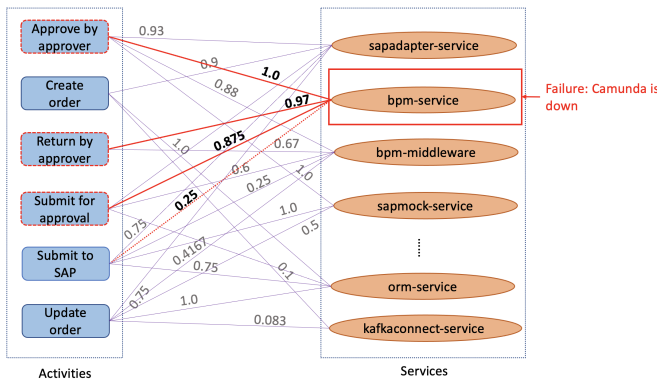 Approve by
approver
Create
order
Return by
approver
Submit for
approval
Submit to
SAP
Update
order
Activities
0.93
0.9
1.0
0.88
0.97
0.875
0.67
1.0
0.6
1.0
0.25
0.25
0.75
1.0
0.5
0.4167
0.75
0.1
0.75
1.0
0.083
sapadapter-service
bpm-service
bpm-middleware
sapmock-service
orm-service
kafkaconnect-service
Services
Failure: Camunda is
down